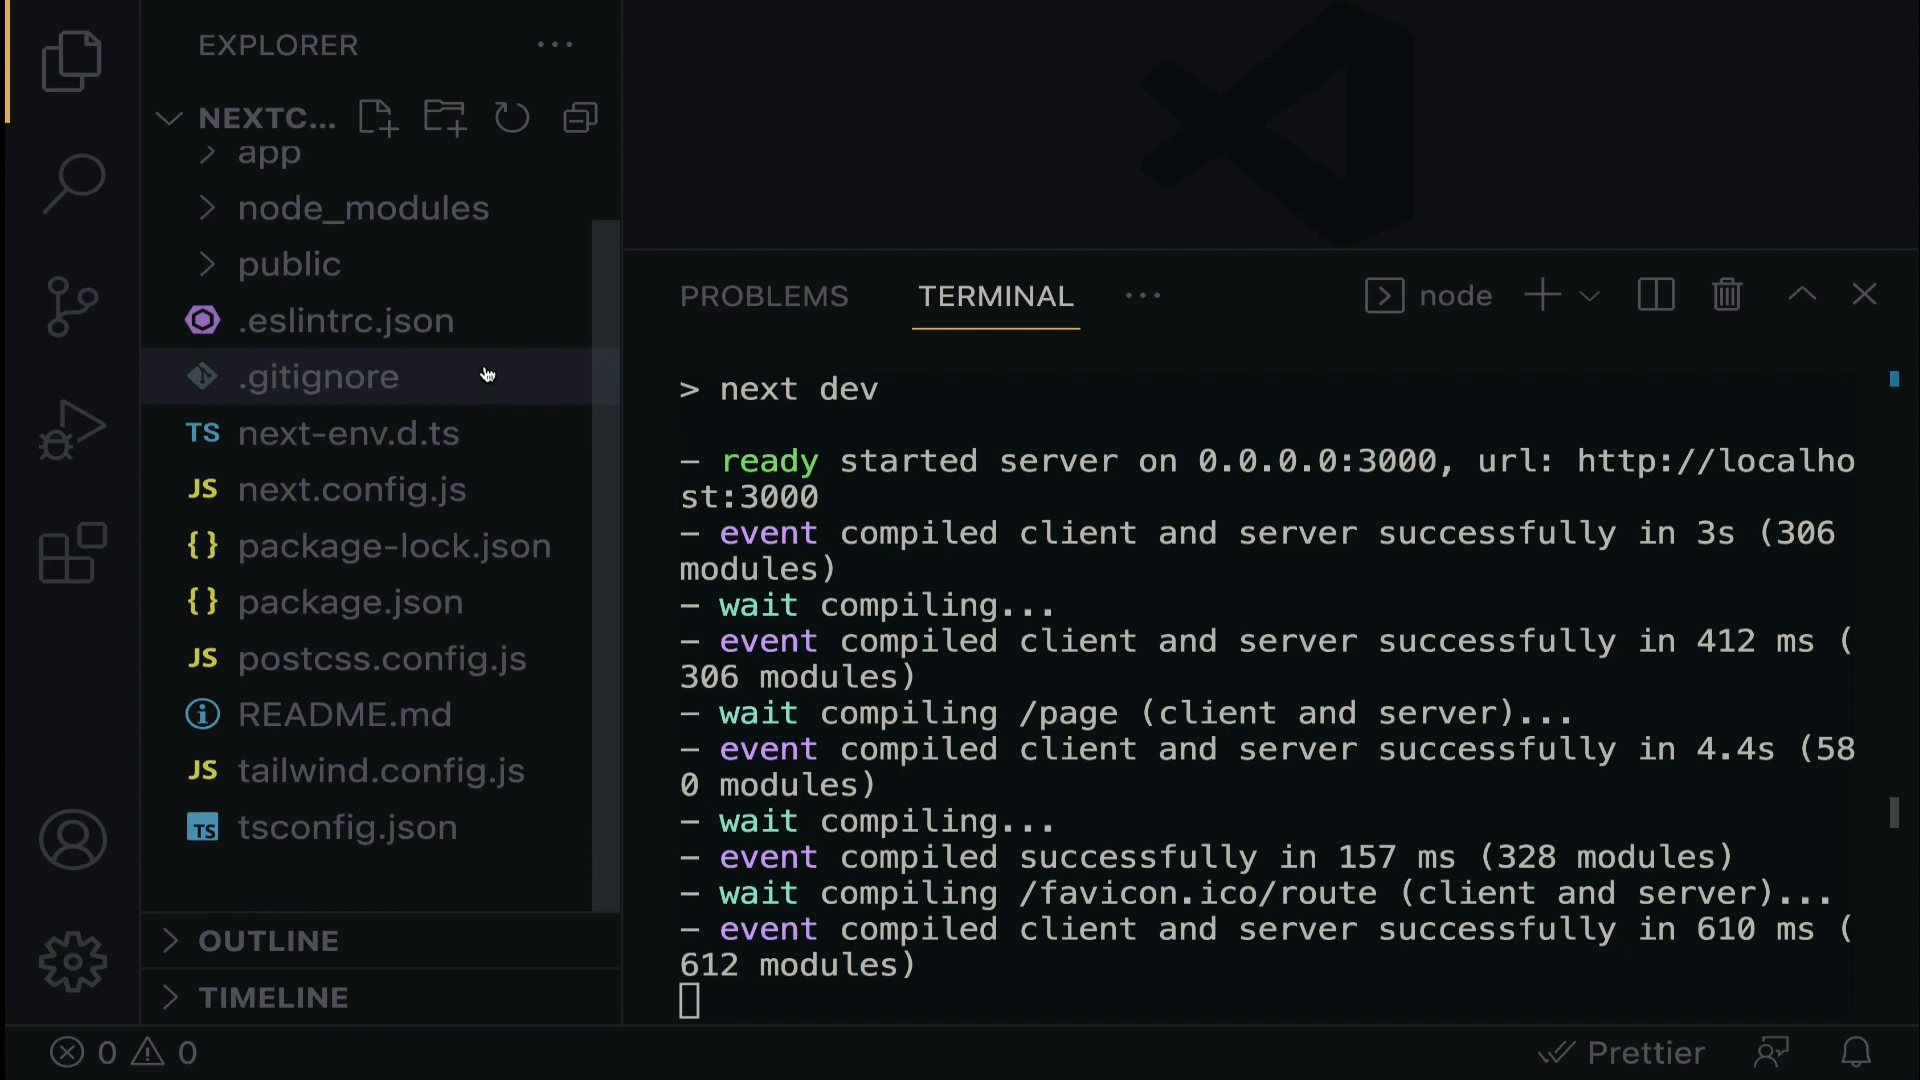 EXPLORER
NEXTC...
app
node_modules
public
.eslintrc.json
.gitignore
TS next-env.d.ts
JS next.config.js
{} package-lock.json
{} package.json
JS postcss.config.js
README.md
JS tailwind.config.js
TS tsconfig.json
OUTLINE
TIMELINE
PROBLEMS TERMINAL ... node
> next dev
- ready started server on 0.0.0.0:3000, url: http://localho
st:3000
- event compiled client and server successfully in 3s (306
modules)
- wait compiling...
- event compiled client and server successfully in 412 ms (
306 modules)
- wait compiling /page (client and server)...
- event compiled client and server successfully in 4.4s (58
0 modules)
- wait compiling...
- event compiled successfully in 157 ms (328 modules)
- wait compiling /favicon.ico/route (client and server)...
- event compiled client and server successfully in 610 ms (
612 modules)
0 0 Prettier